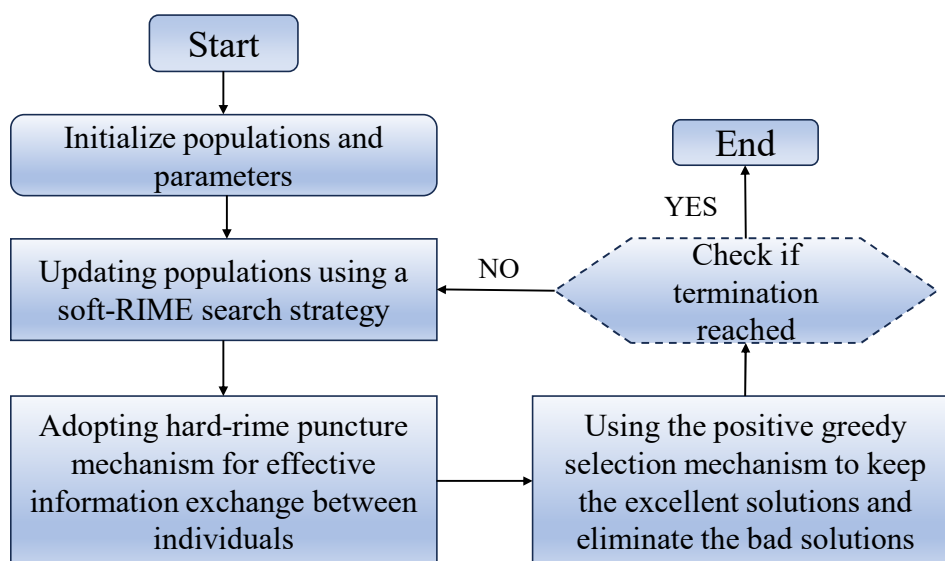 Start
Initialize populations and
parameters
Updating populations using a
soft-RIME search strategy
Adopting hard-rime puncture
mechanism for effective
information exchange between
individuals
Using the positive greedy
selection mechanism to keep
the excellent solutions and
eliminate the bad solutions
Check if
termination
reached
NO
YES
End